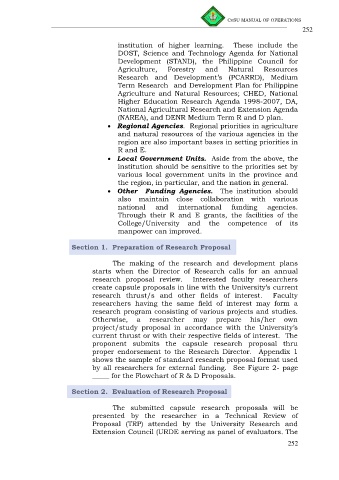 CvSU MANUAL OF OPERATIONS
252
institution of higher learning. These include the
DOST, Science and Technology Agenda for National
Development (STAND), the Philippine Council for
Agriculture, Forestry and Natural Resources
Research and Development's (PCARRD), Medium
Term Research and Development Plan for Philippine
Agriculture and Natural Resources; CHED, National
Higher Education Research Agenda 1998-2007, DA,
National Agricultural Research and Extension Agenda
(NAREA), and DENR Medium Term R and D plan.
• Regional Agencies. Regional priorities in agriculture
and natural resources of the various agencies in the
region are also important bases in setting priorities in
R and E.
• Local Government Units. Aside from the above, the
institution should be sensitive to the priorities set by
various local government units in the province and
the region, in particular, and the nation in general.
• Other Funding Agencies. The institution should
also maintain close collaboration with various
national and international funding agencies.
Through their R and E grants, the facilities of the
College/University and the competence of its
manpower can improved.
Section 1. Preparation of Research Proposal
The making of the research and development plans
starts when the Director of Research calls for an annual
research proposal review. Interested faculty researchers
create capsule proposals in line with the University's current
research thrust/s and other fields of interest. Faculty
researchers having the same field of interest may form a
research program consisting of various projects and studies.
Otherwise, a researcher may prepare his/her own
project/study proposal in accordance with the University's
current thrust or with their respective fields of interest. The
proponent submits the capsule research proposal thru
proper endorsement to the Research Director. Appendix 1
shows the sample of standard research proposal format used
by all researchers for external funding. See Figure 2- page
_____ for the Flowchart of R & D Proposals.
Section 2. Evaluation of Research Proposal
The submitted capsule research proposals will be
presented by the researcher in a Technical Review of
Proposal (TRP) attended by the University Research and
Extension Council (URDE serving as panel of evaluators. The
252